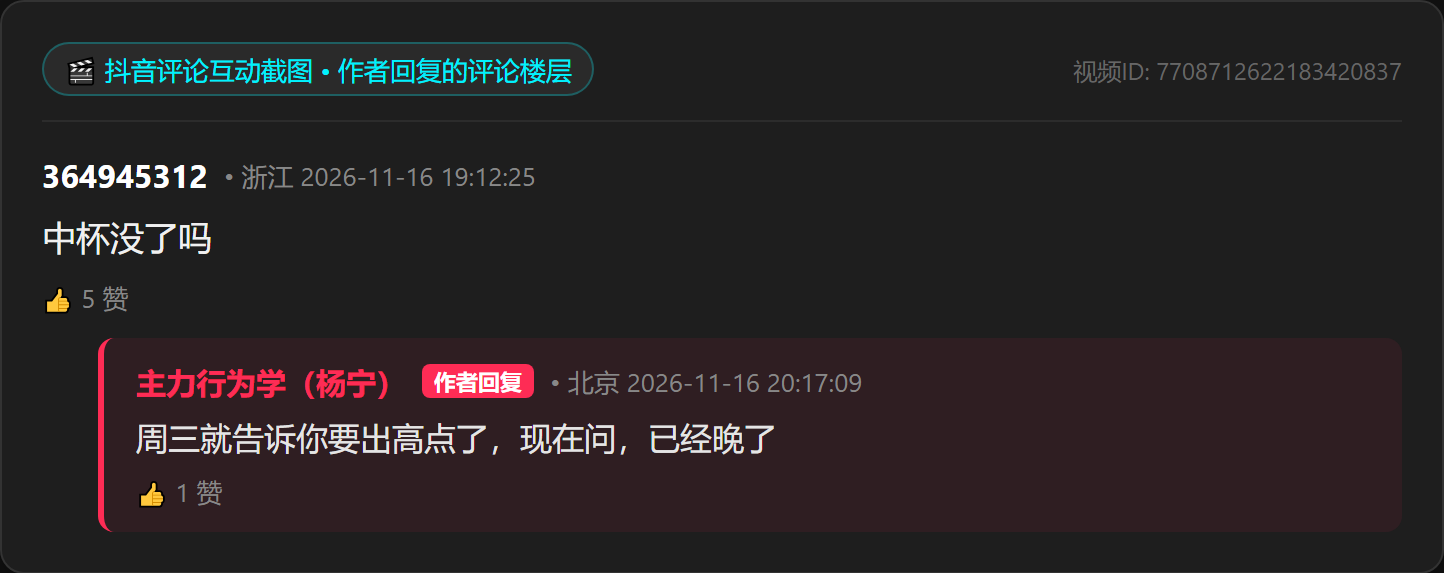 🎬 抖音评论互动截图 • 作者回复的评论楼层
视频ID: 7708712622183420837
364945312 • 浙江 2026-11-16 19:12:25
中杯没了吗
👍 5 赞
主力行为学（杨宁） 作者回复 • 北京 2026-11-16 20:17:09
周三就告诉你要出高点了，现在问，已经晚了
👍 1 赞